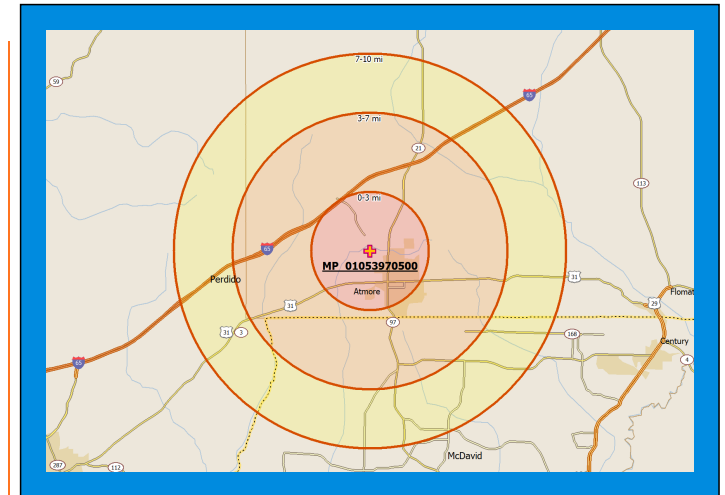 7-10 mi
59
65
3-7 mi
21
113
0-3 mi
65
MP 01053970500
Perdido
31
Atmore
31
29
Flomat
97
31
3
168
Century
65
4
McDavid
287
112